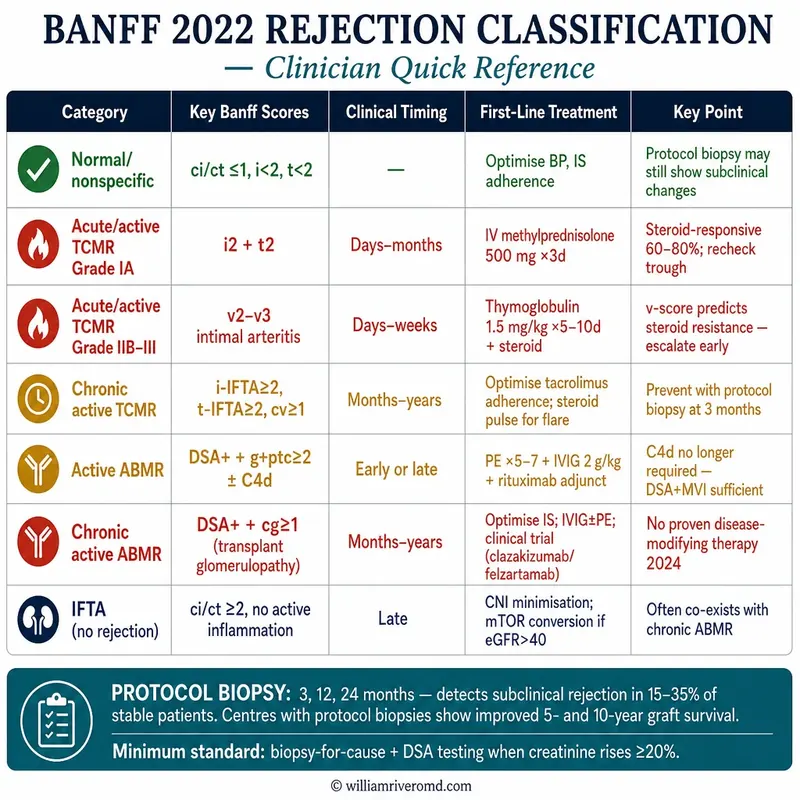 BANFF 2022 REJECTION CLASSIFICATION
— Clinician Quick Reference
Category
Key Banff Scores
Clinical Timing
First-Line Treatment
Key Point
Normal/
nonspecific
ci/ct ≤1, i<2, t<2
—
Optimise BP, IS
adherence
Protocol biopsy may
still show subclinical
changes
Acute/active
TCMR
Grade IA
i2 + t2
Days–months
IV methylprednisolone
500 mg ×3d
Steroid-responsive
60–80%; recheck
trough
Acute/active
TCMR
Grade IIB–III
v2–v3
intimal arteritis
Days–weeks
Thymoglobulin
1.5 mg/kg ×5–10d
+ steroid
v-score predicts
steroid resistance —
escalate early
Chronic
active TCMR
i-IFTA≥2,
t-IFTA≥2, cv≥1
Months–years
Optimise tacrolimus
adherence; steroid
pulse for flare
Prevent with protocol
biopsy at 3 months
Active ABMR
DSA+ + g+ptc≥2
± C4d
Early or late
PE ×5–7 + IVIG 2 g/kg
+ rituximab adjunct
C4d no longer
required —
DSA+MVI sufficient
Chronic
active ABMR
DSA+ + cg≥1
(transplant
glomerulopathy)
Months–years
Optimise IS; IVIG±PE;
clinical trial
(clazakizumab/
felzartamab)
No proven disease-
modifying therapy
2024
IFTA
(no rejection)
ci/ct ≥2, no active
inflammation
Late
CNI minimisation;
mTOR conversion if
eGFR>40
Often co-exists with
chronic ABMR
PROTOCOL BIOPSY: 3, 12, 24 months — detects subclinical rejection in 15–35% of
stable patients. Centres with protocol biopsies show improved 5- and 10-year graft survival.
Minimum standard: biopsy-for-cause + DSA testing when creatinine rises ≥20%.
© williamriveromd.com